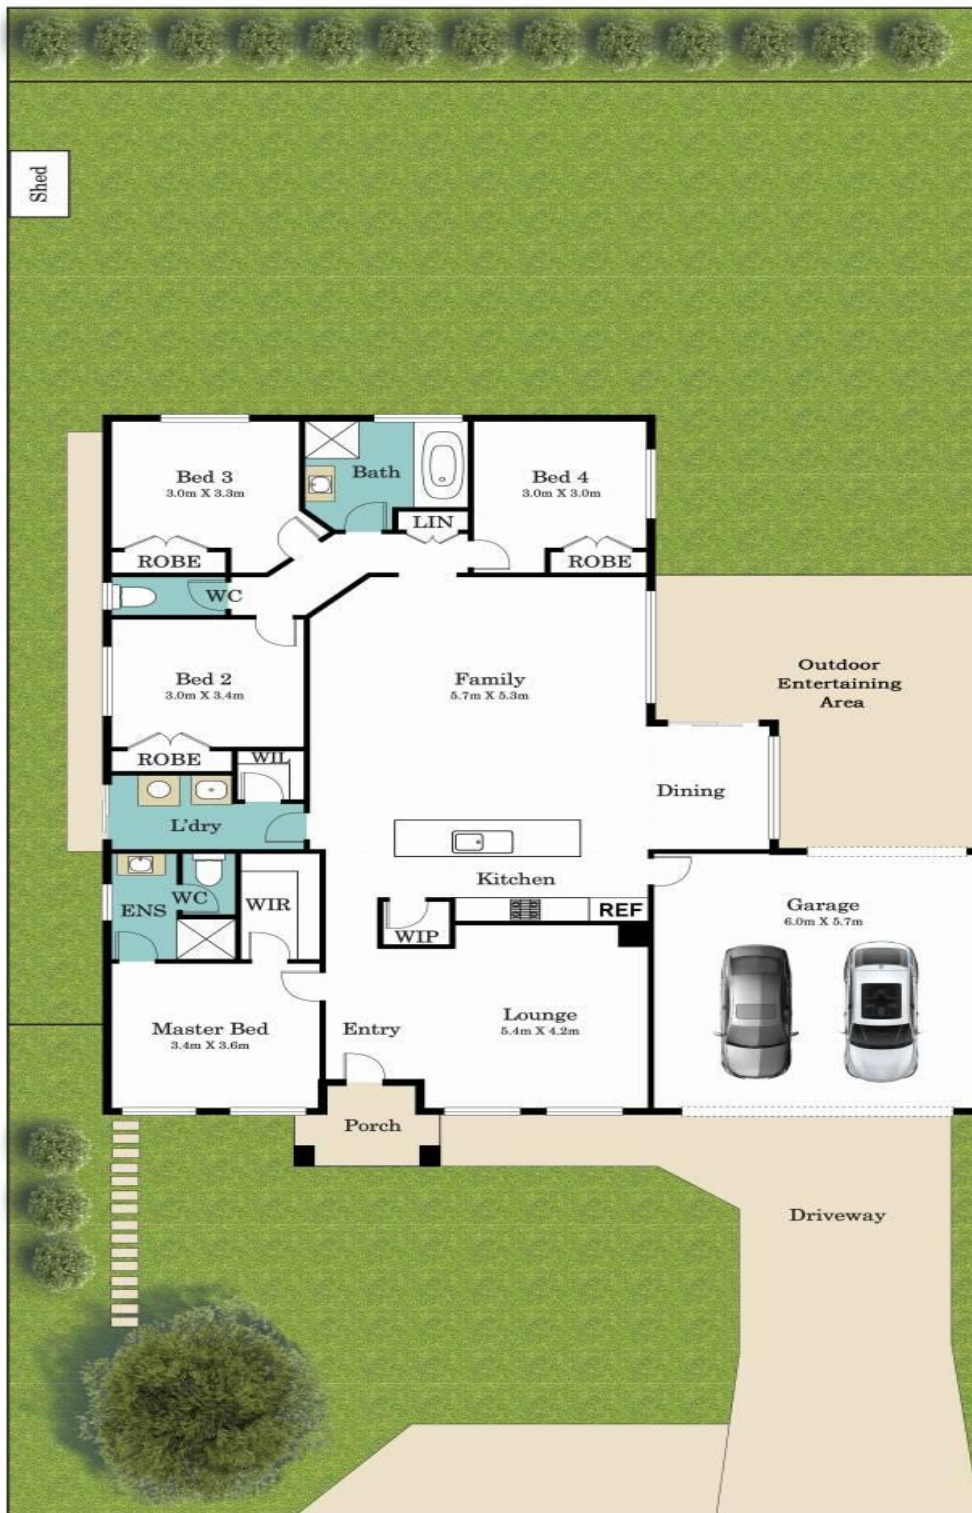 Shed
Bed 3
3.0m X 3.3m
Bath
Bed 4
3.0m X 3.0m
LIN
ROBE
ROBE
WC
Bed 2
3.0m X 3.4m
Family
5.7m X 5.3m
Outdoor
Entertaining
Area
ROBE
WIL
Dining
L'dry
Kitchen
ENS
WC
WIR
WIP
REF
Garage
6.0m X 5.7m
Master Bed
3.4m X 3.6m
Entry
Lounge
5.4m X 4.2m
Porch
Driveway